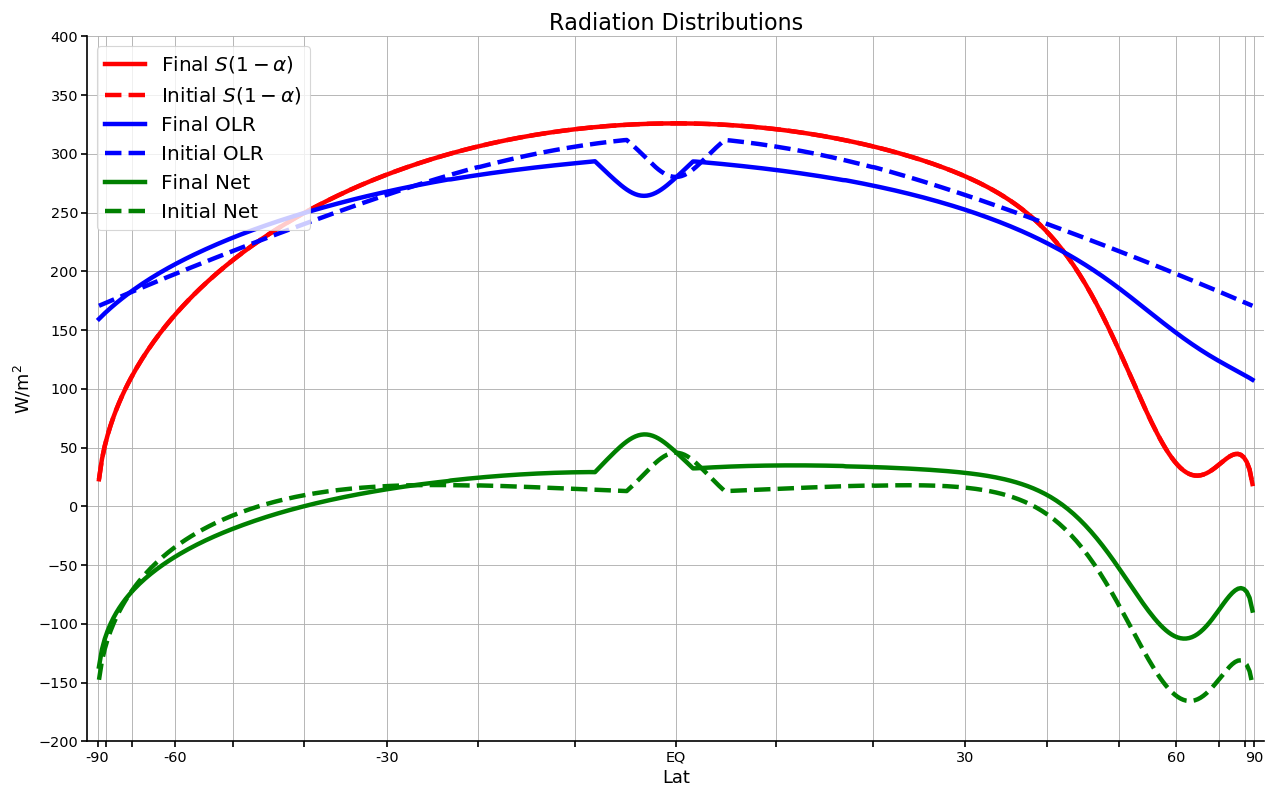 Radiation Distributions
Final S(1 − α)
Initial S(1 − α)
Final OLR
Initial OLR
Final Net
Initial Net
W/m²
400
350
300
250
200
150
100
50
0
−50
−100
−150
−200
-90 -60 -30 EQ 30 60 90
Lat